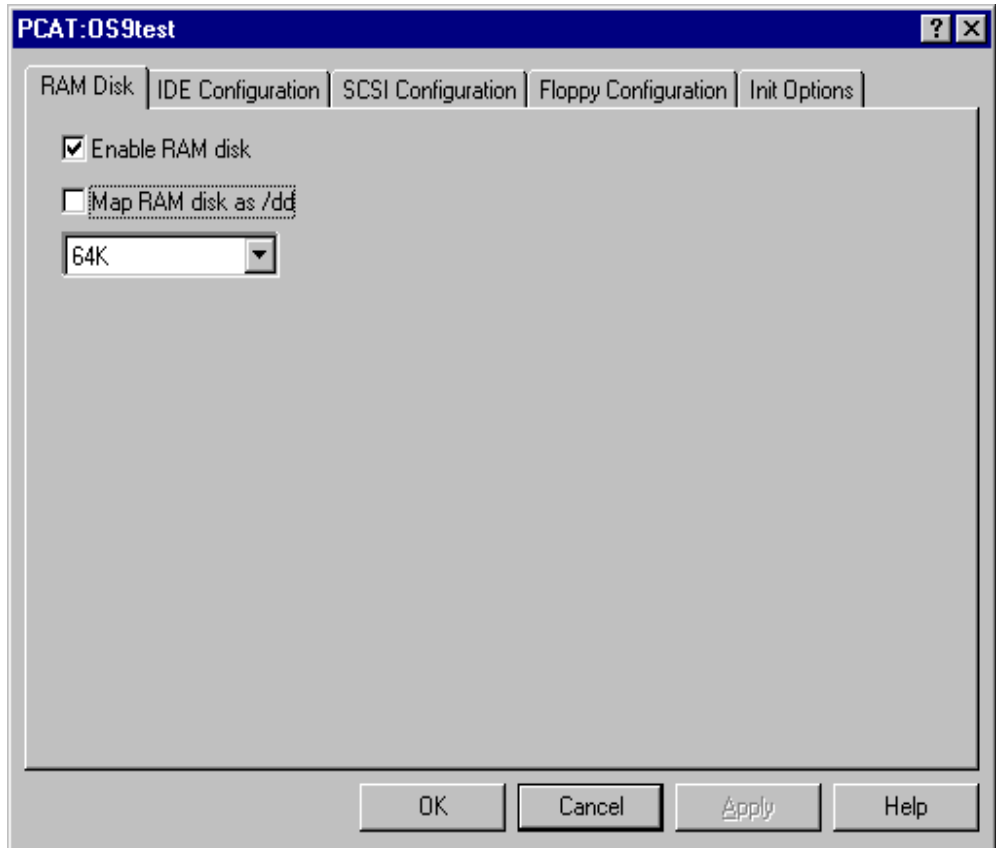 PCAT:OS9test
RAM Disk IDE Configuration SCSI Configuration Floppy Configuration Init Options
Enable RAM disk
Map RAM disk as /dd
64K
OK Cancel Apply Help